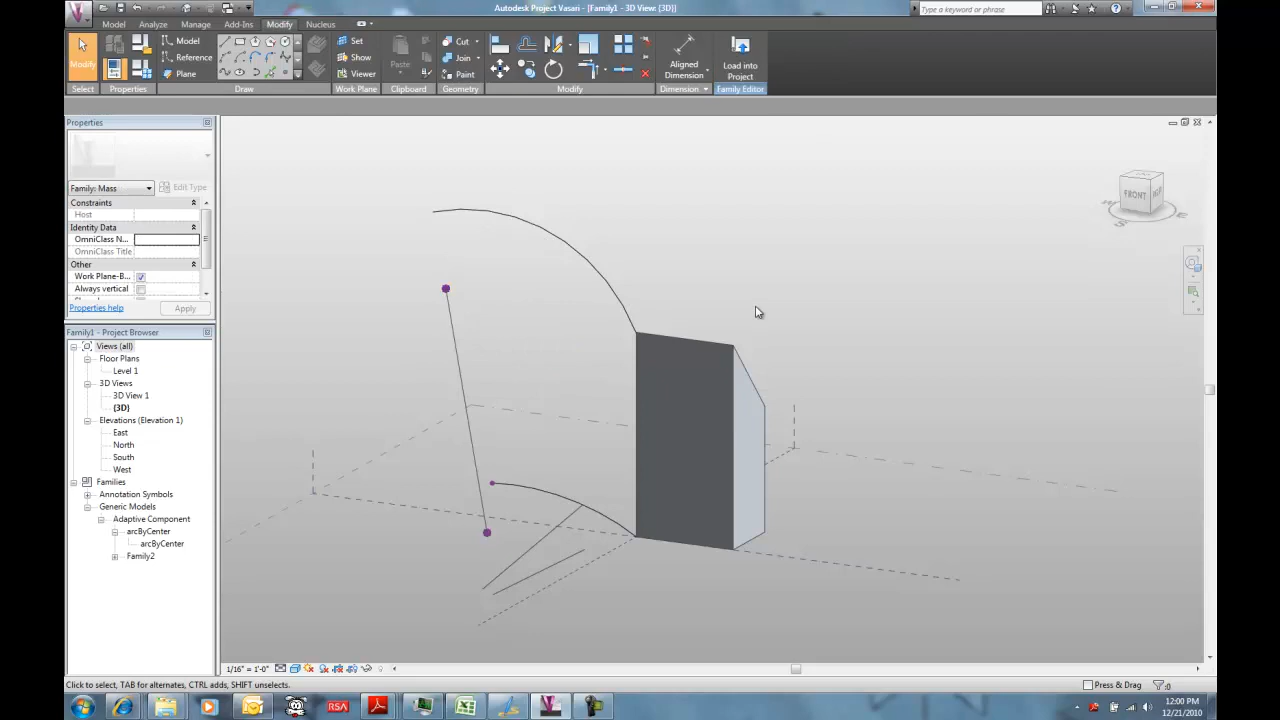 Autodesk Project Vasari - [Family1 - 3D View: {3D}]
Type a keyword or phrase
Model Analyze Manage Add-Ins Modify Nucleus
Model Set Cut
Reference Show Paste Join Aligned Load into
Modify Plane Viewer Paint Dimension Project
Select Properties Draw Work Plane Clipboard Geometry Modify Dimension Family Editor
Properties
Family: Mass Edit Type
Constraints
Host
Identity Data
OmniClass N...
OmniClass Title
Other
Work Plane-B...
Always vertical
Properties help Apply
Family1 - Project Browser
Views (all)
Floor Plans
Level 1
3D Views
3D View 1
{3D}
Elevations (Elevation 1)
East
North
South
West
Families
Annotation Symbols
Generic Models
Adaptive Component
arcByCenter
arcByCenter
Family2
FRONT
S
E
1/16" = 1'-0"
Click to select, TAB for alternates, CTRL adds, SHIFT unselects.
Press & Drag :0
RSA
12:00 PM
12/21/2010